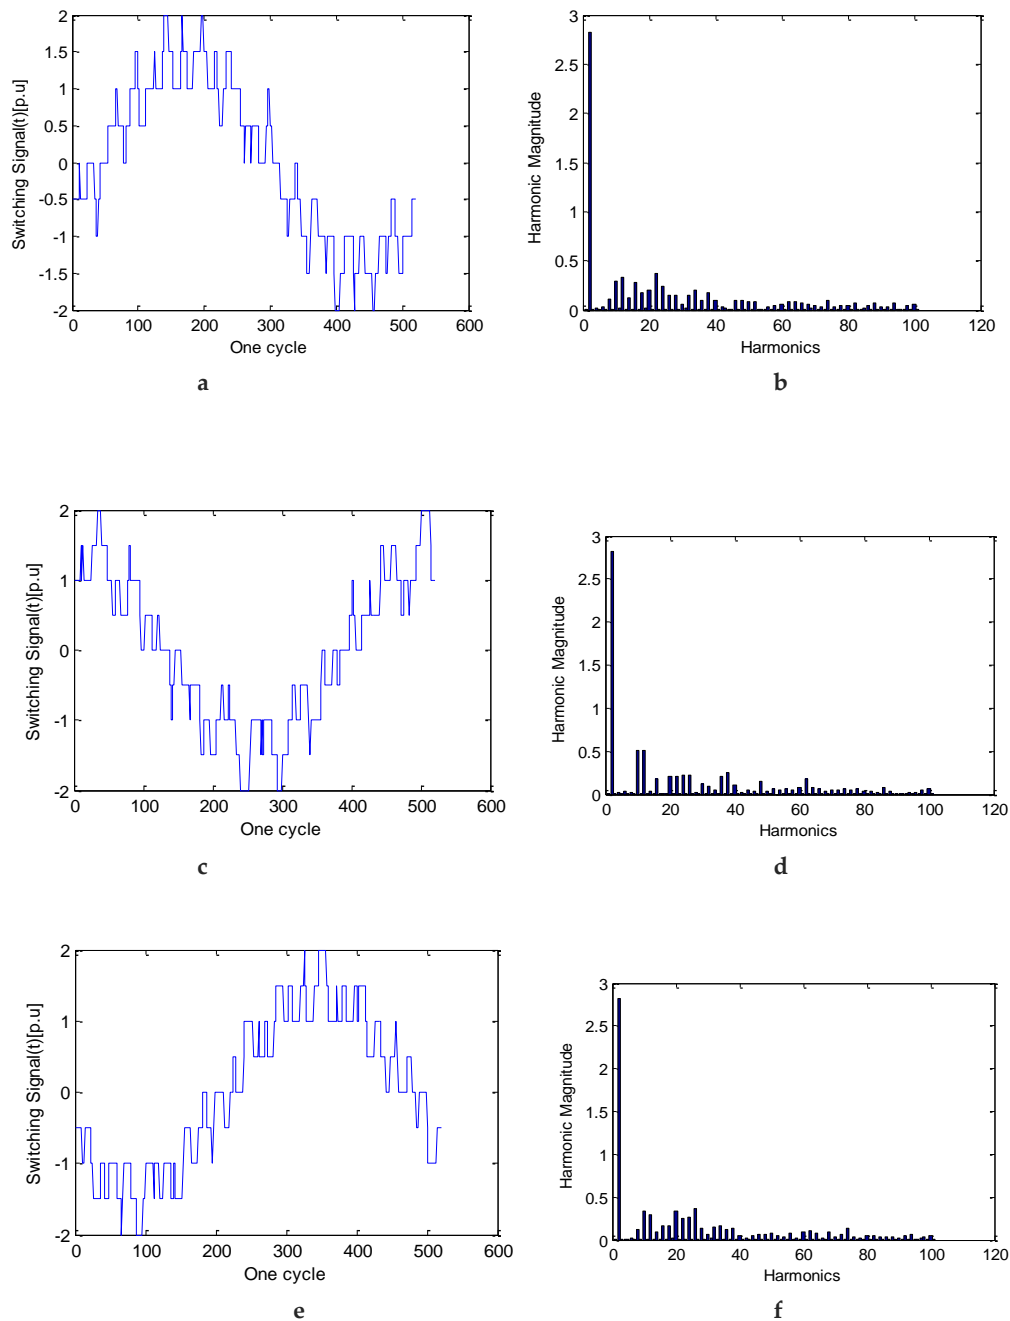 2
1.5
1
0.5
0
-0.5
-1
-1.5
-2
0 100 200 300 400 500 600
Switching Signal(t)[p.u]
One cycle
a
3
2.5
2
1.5
1
0.5
0
0 20 40 60 80 100 120
Harmonic Magnitude
Harmonics
b
2
1
0
-1
-2
0 100 200 300 400 500 600
Switching Signal(t)[p.u]
One cycle
c
3
2.5
2
1.5
1
0.5
0
0 20 40 60 80 100 120
Harmonic Magnitude
Harmonics
d
2
1
0
-1
-2
0 100 200 300 400 500 600
Switching Signal(t)[p.u]
One cycle
e
3
2.5
2
1.5
1
0.5
0
0 20 40 60 80 100 120
Harmonic Magnitude
Harmonics
f